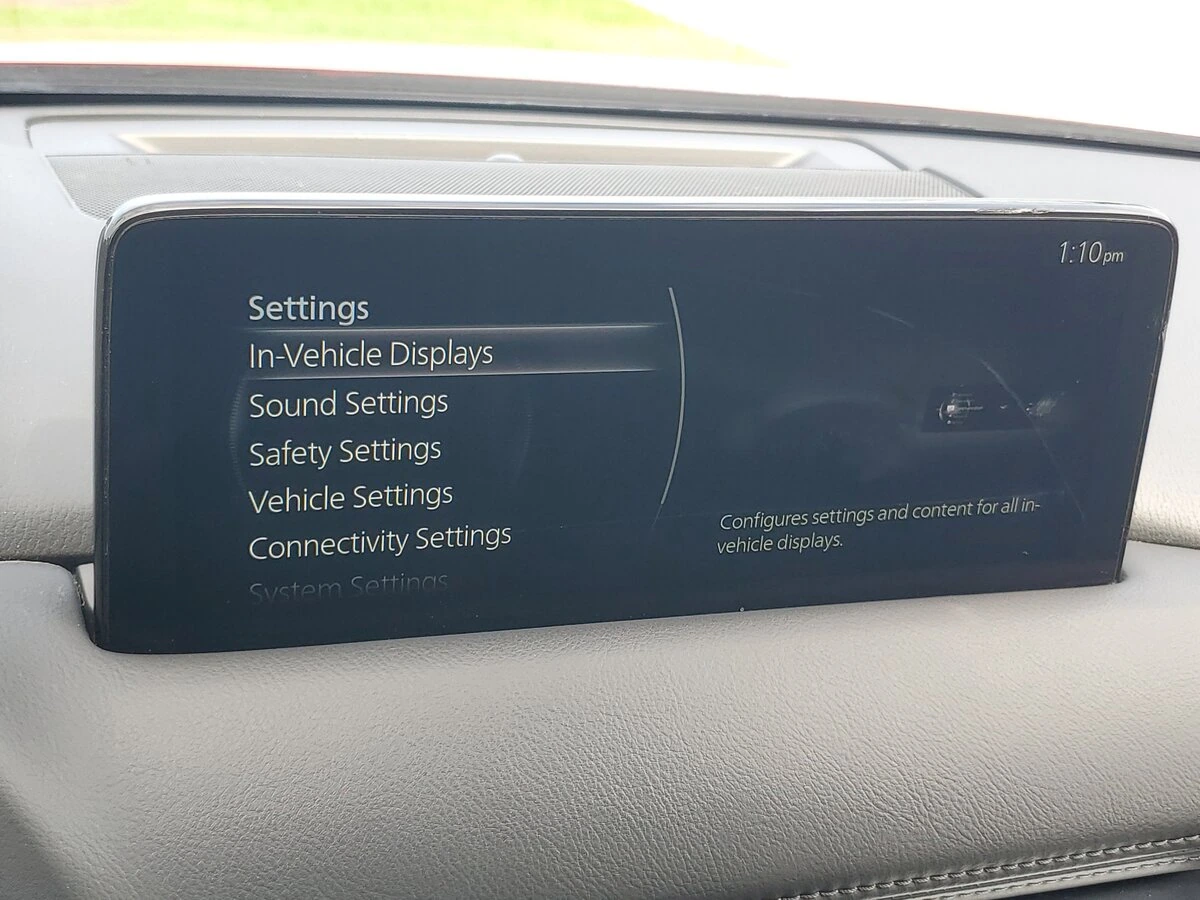 1:10pm
Settings
In-Vehicle Displays
Sound Settings
Safety Settings
Vehicle Settings
Connectivity Settings
System Settings
Configures settings and content for all in-
vehicle displays.